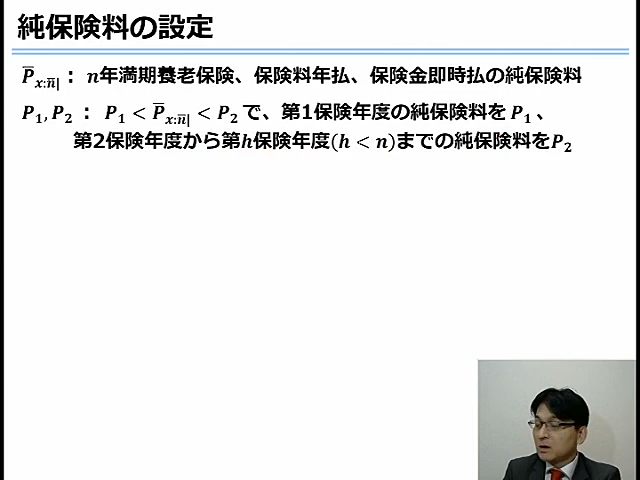 純保険料の設定
P̅ₓ:n̅| ： n年満期養老保険、保険料年払、保険金即時払の純保険料
P₁, P₂ ： P₁ < P̅ₓ:n̅| < P₂ で、第1保険年度の純保険料を P₁ 、
第2保険年度から第h保険年度(h < n)までの純保険料をP₂